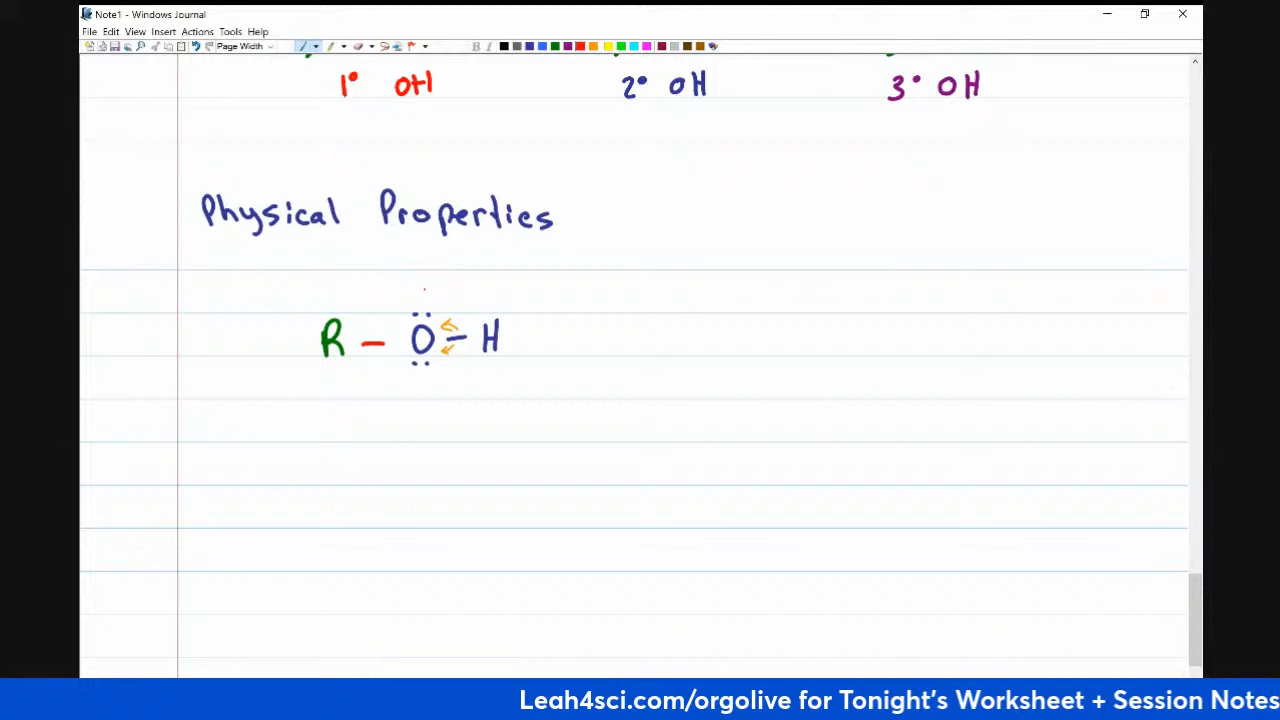 Note1 - Windows Journal
File Edit View Insert Actions Tools Help
Page Width
B I
1° OH 2° OH 3° OH
Physical Properties
R - O - H
Leah4sci.com/orgolive for Tonight's Worksheet + Session Notes